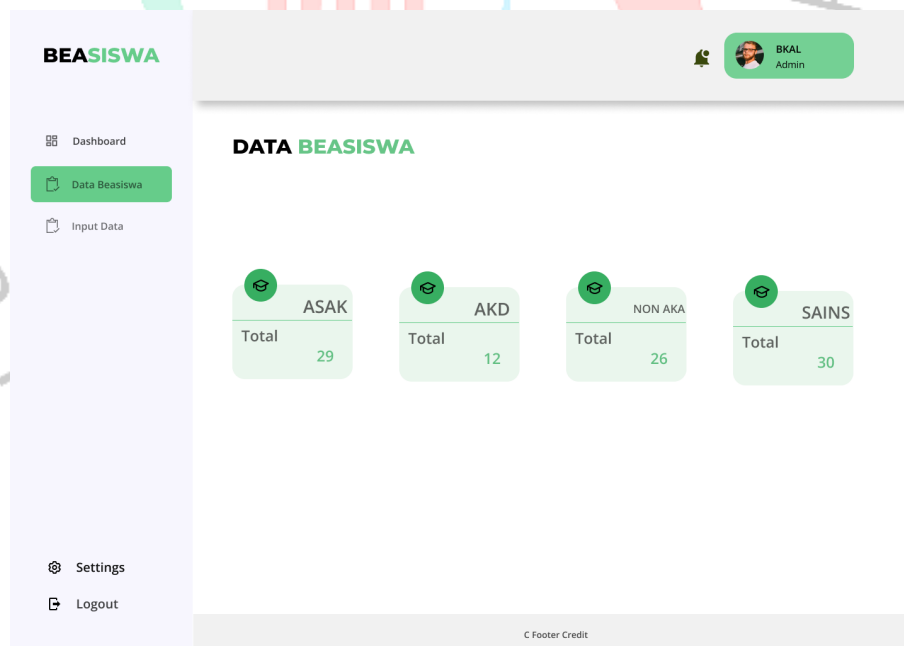 BEASISWA
BKAL
Admin
Dashboard
Data Beasiswa
Input Data
DATA BEASISWA
ASAK
Total
29
AKD
Total
12
NON AKA
Total
26
SAINS
Total
30
Settings
Logout
C Footer Credit